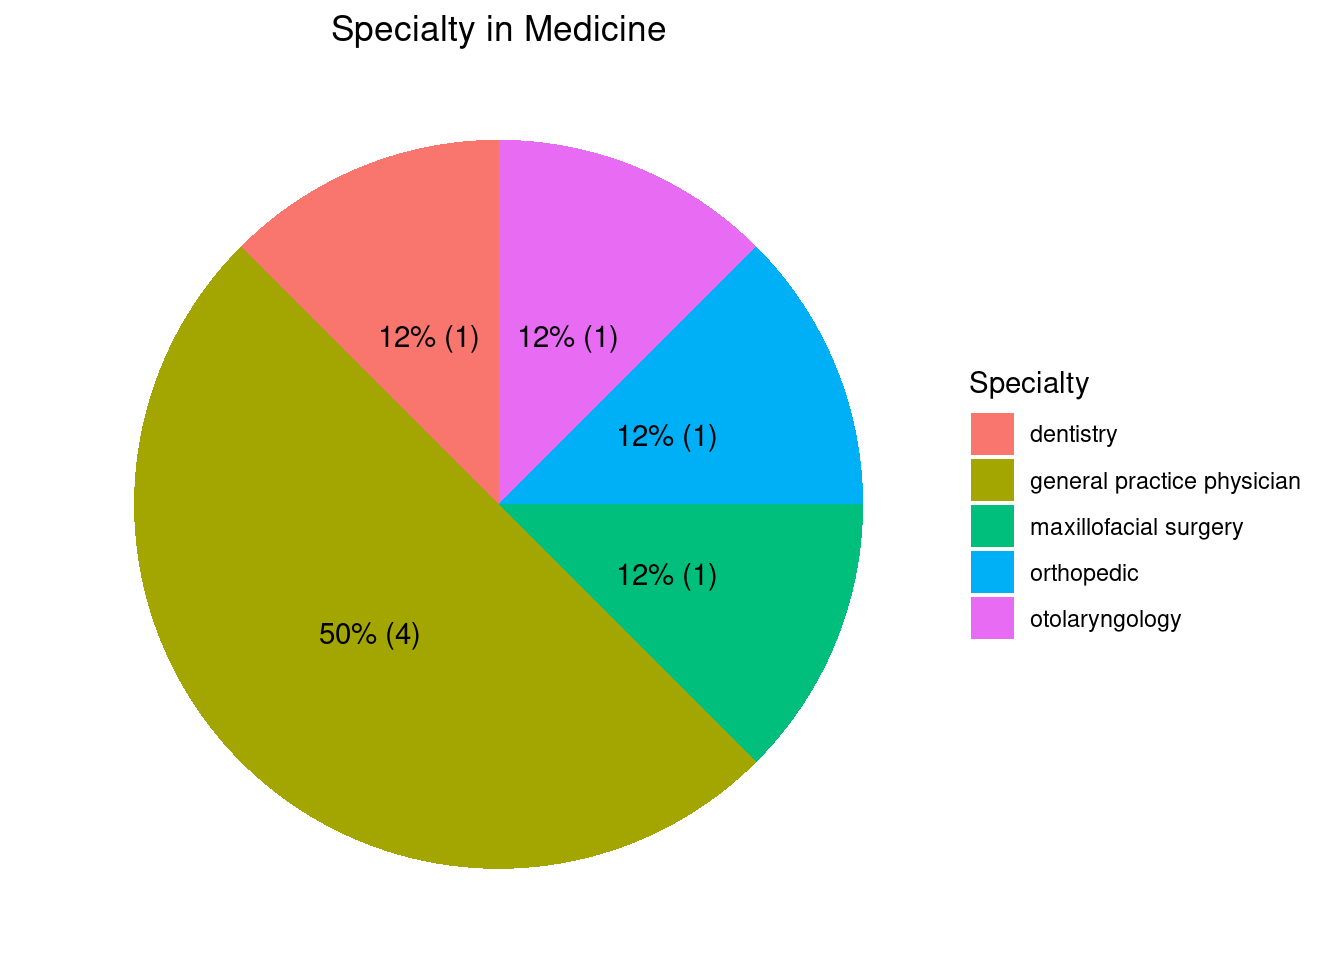 Specialty in Medicine
12% (1)
12% (1)
12% (1)
12% (1)
50% (4)
Specialty
dentistry
general practice physician
maxillofacial surgery
orthopedic
otolaryngology